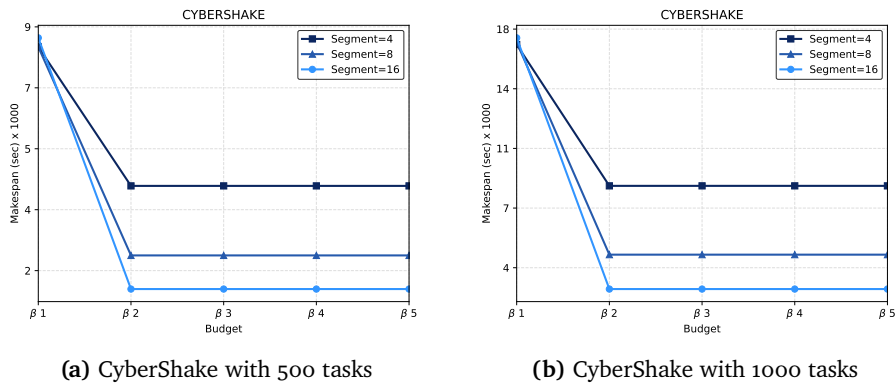 CYBERSHAKE
9
7
5
4
2
Makespan (sec) x 1000
Segment=4
Segment=8
Segment=16
β 1 β 2 β 3 β 4 β 5
Budget
(a) CyberShake with 500 tasks
CYBERSHAKE
18
14
11
7
4
Makespan (sec) x 1000
Segment=4
Segment=8
Segment=16
β 1 β 2 β 3 β 4 β 5
Budget
(b) CyberShake with 1000 tasks